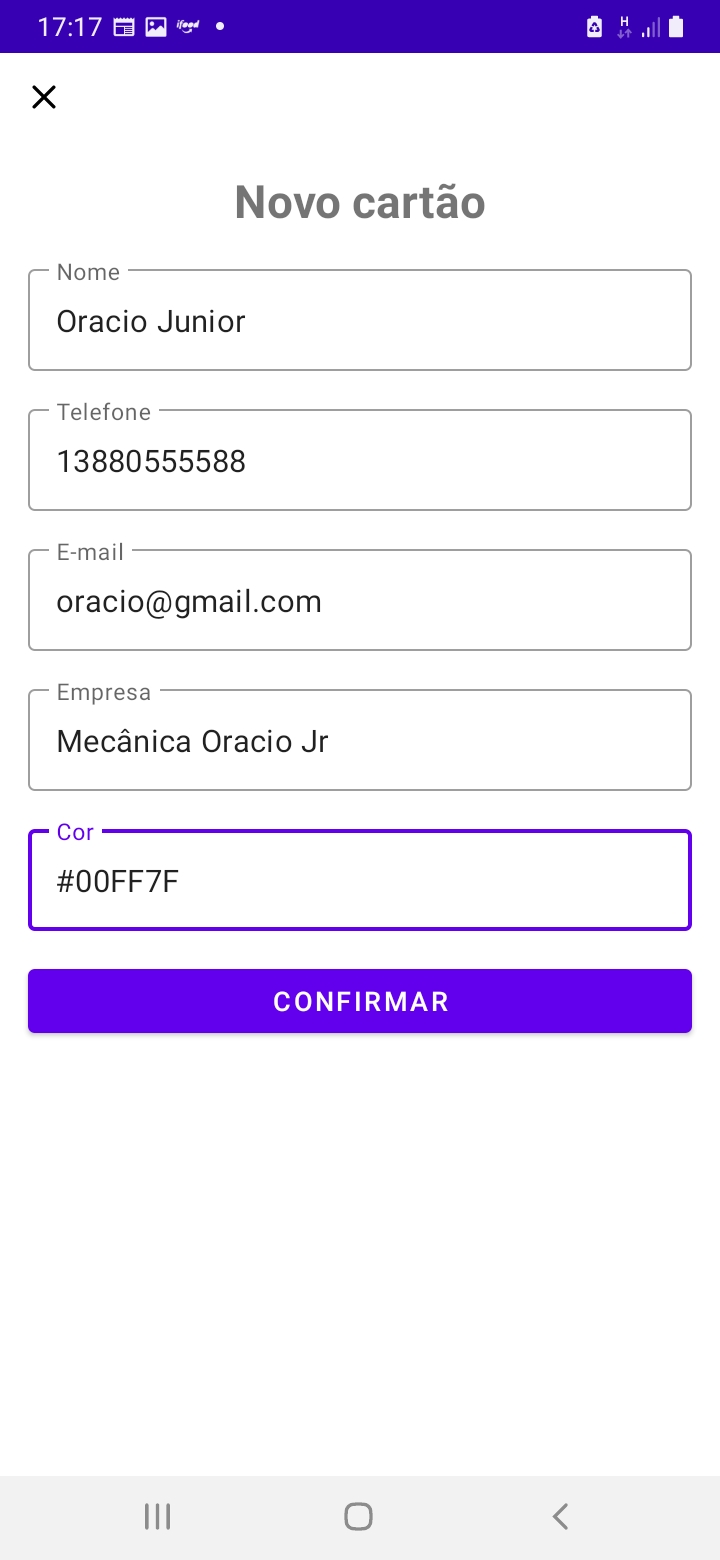 17:17 ifood H
Novo cartão
Nome
Oracio Junior
Telefone
13880555588
E-mail
oracio@gmail.com
Empresa
Mecânica Oracio Jr
Cor
#00FF7F
CONFIRMAR